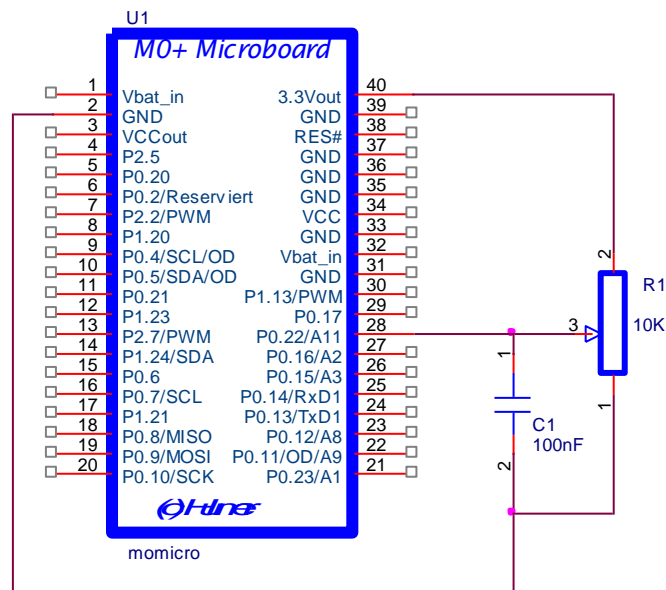 U1
M0+ Microboard
1 Vbat_in 3.3Vout 40
2 GND GND 39
3 VCCout RES# 38
4 P2.5 GND 37
5 P0.20 GND 36
6 P0.2/Reserviert GND 35
7 P2.2/PWM VCC 34
8 P1.20 GND 33
9 P0.4/SCL/OD Vbat_in 32
10 P0.5/SDA/OD GND 31
11 P0.21 P1.13/PWM 30
12 P1.23 P0.17 29
13 P2.7/PWM P0.22/A11 28
14 P1.24/SDA P0.16/A2 27
15 P0.6 P0.15/A3 26
16 P0.7/SCL P0.14/RxD1 25
17 P1.21 P0.13/TxD1 24
18 P0.8/MISO P0.12/A8 23
19 P0.9/MOSI P0.11/OD/A9 22
20 P0.10/SCK P0.23/A1 21
momicro
2
R1
3
10K
1
1
C1
100nF
2